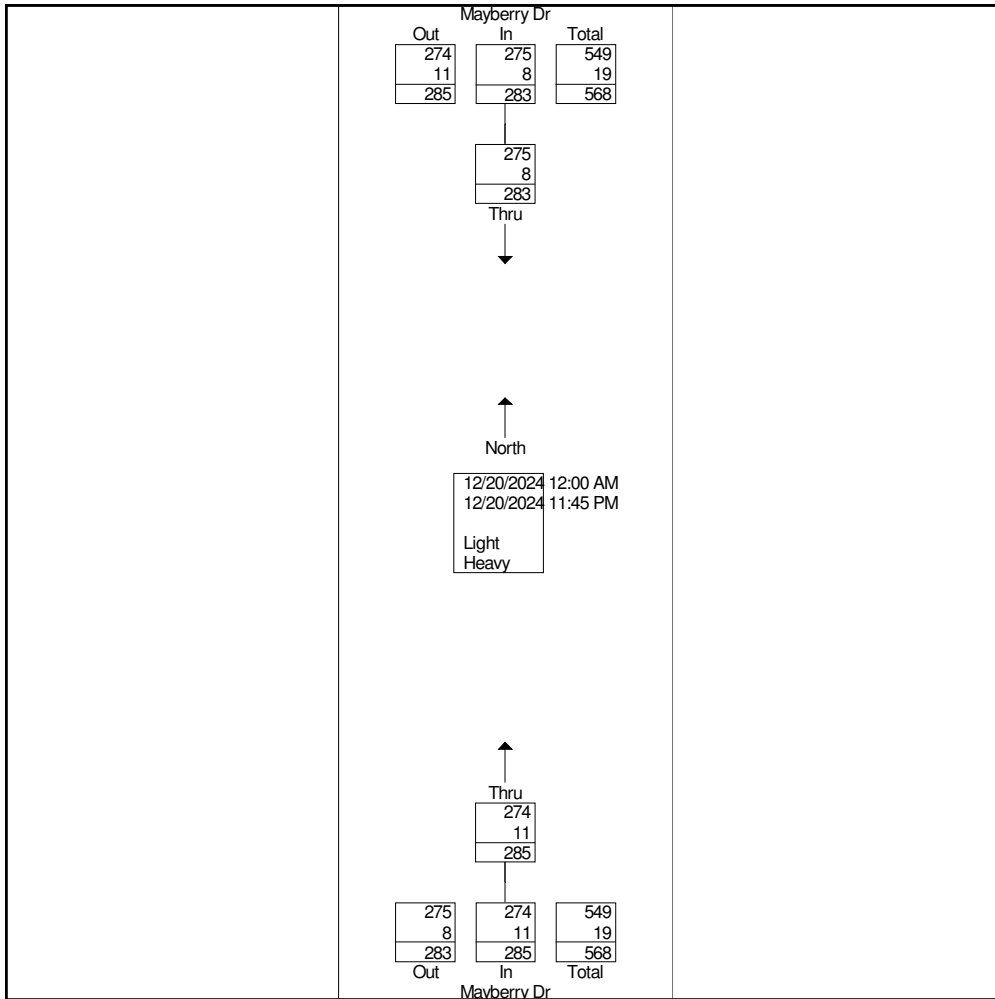 Mayberry Dr
Out In Total
274 275 549
11 8 19
285 283 568
275
8
283
Thru
North
12/20/2024 12:00 AM
12/20/2024 11:45 PM
Light
Heavy
Thru
274
11
285
275 274 549
8 11 19
283 285 568
Out In Total
Mayberry Dr